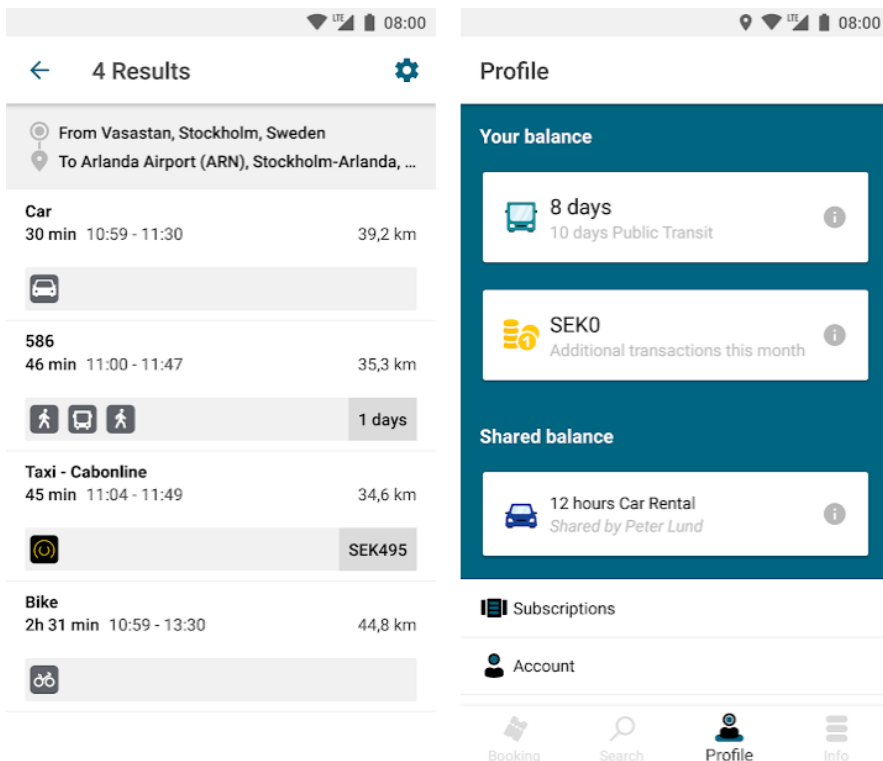 LTE 08:00
4 Results
From Vasastan, Stockholm, Sweden
To Arlanda Airport (ARN), Stockholm-Arlanda, ...
Car
30 min 10:59 - 11:30 39,2 km
586
46 min 11:00 - 11:47 35,3 km
1 days
Taxi - Cabonline
45 min 11:04 - 11:49 34,6 km
SEK495
Bike
2h 31 min 10:59 - 13:30 44,8 km
LTE 08:00
Profile
Your balance
8 days
10 days Public Transit
SEK0
1
Additional transactions this month
Shared balance
12 hours Car Rental
Shared by Peter Lund
Subscriptions
Account
Booking Search Profile Info